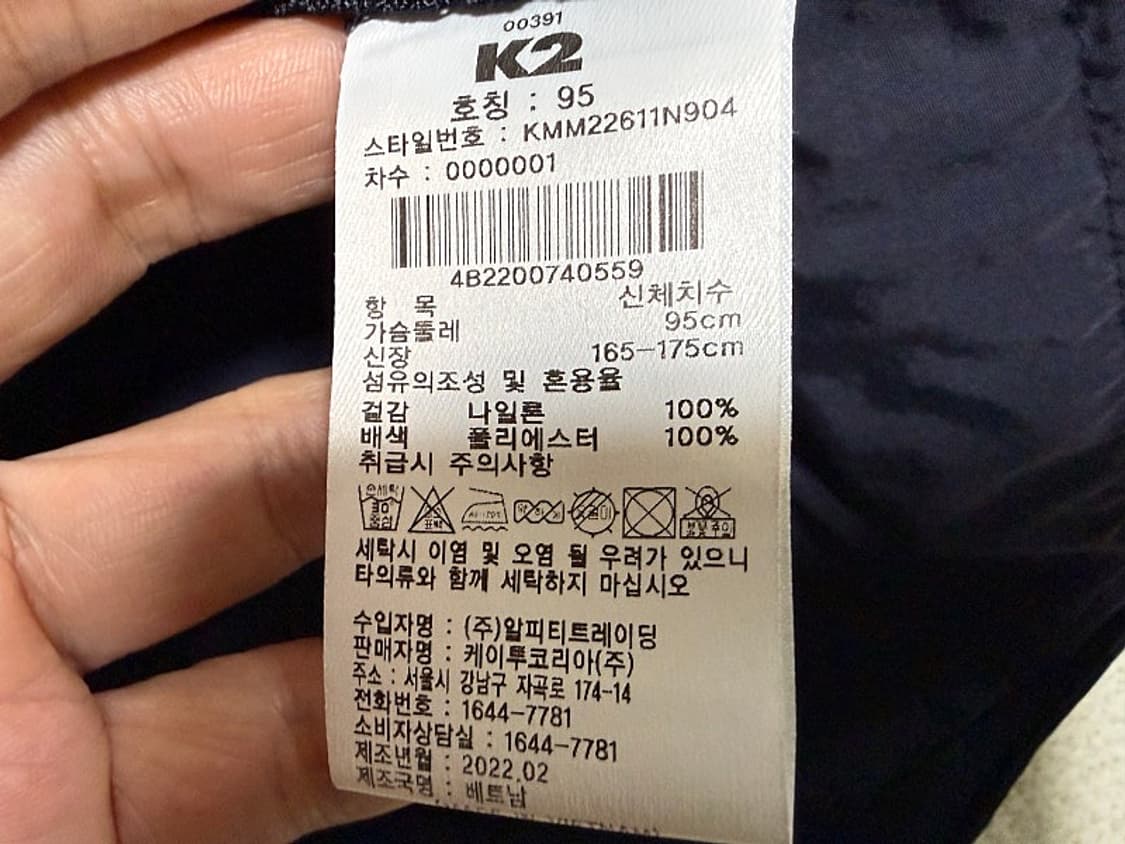 00391
K2
호칭 : 95
스타일번호 : KMM22611N904
차수 : 0000001
4B2200740559
항 목 신체치수
가슴둘레 95cm
신장 165-175cm
섬유의조성 및 혼용율
겉감 나일론 100%
배색 폴리에스터 100%
취급시 주의사항
손세탁 30 중성 표백
세탁시 이염 및 오염 될 우려가 있으니
타의류와 함께 세탁하지 마십시오
수입자명 : (주)알피티트레이딩
판매자명 : 케이투코리아(주)
주소 : 서울시 강남구 자곡로 174-14
전화번호 : 1644-7781
소비자상담실 : 1644-7781
제조년월 : 2022.02
제조국명 : 베트남